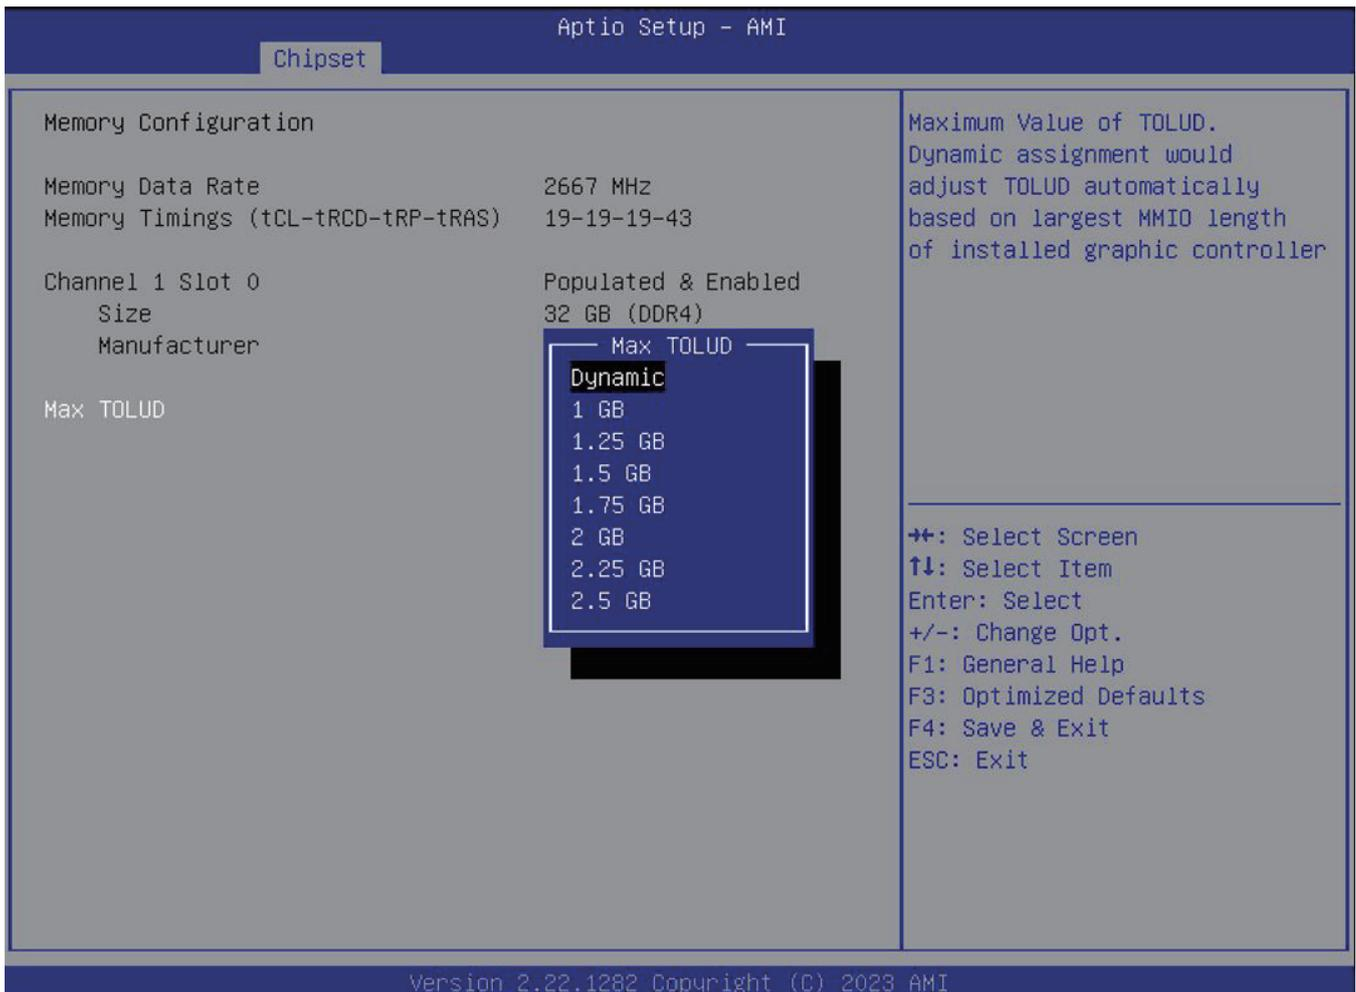 Aptio Setup - AMI
Chipset
Memory Configuration
Memory Data Rate 2667 MHz
Memory Timings (tCL-tRCD-tRP-tRAS) 19-19-19-43
Channel 1 Slot 0 Populated & Enabled
Size 32 GB (DDR4)
Manufacturer
Max TOLUD
Max TOLUD
Dynamic
1 GB
1.25 GB
1.5 GB
1.75 GB
2 GB
2.25 GB
2.5 GB
Maximum Value of TOLUD.
Dynamic assignment would
adjust TOLUD automatically
based on largest MMIO length
of installed graphic controller
→←: Select Screen
↑↓: Select Item
Enter: Select
+/-: Change Opt.
F1: General Help
F3: Optimized Defaults
F4: Save & Exit
ESC: Exit
Version 2.22.1282 Copyright (C) 2023 AMI